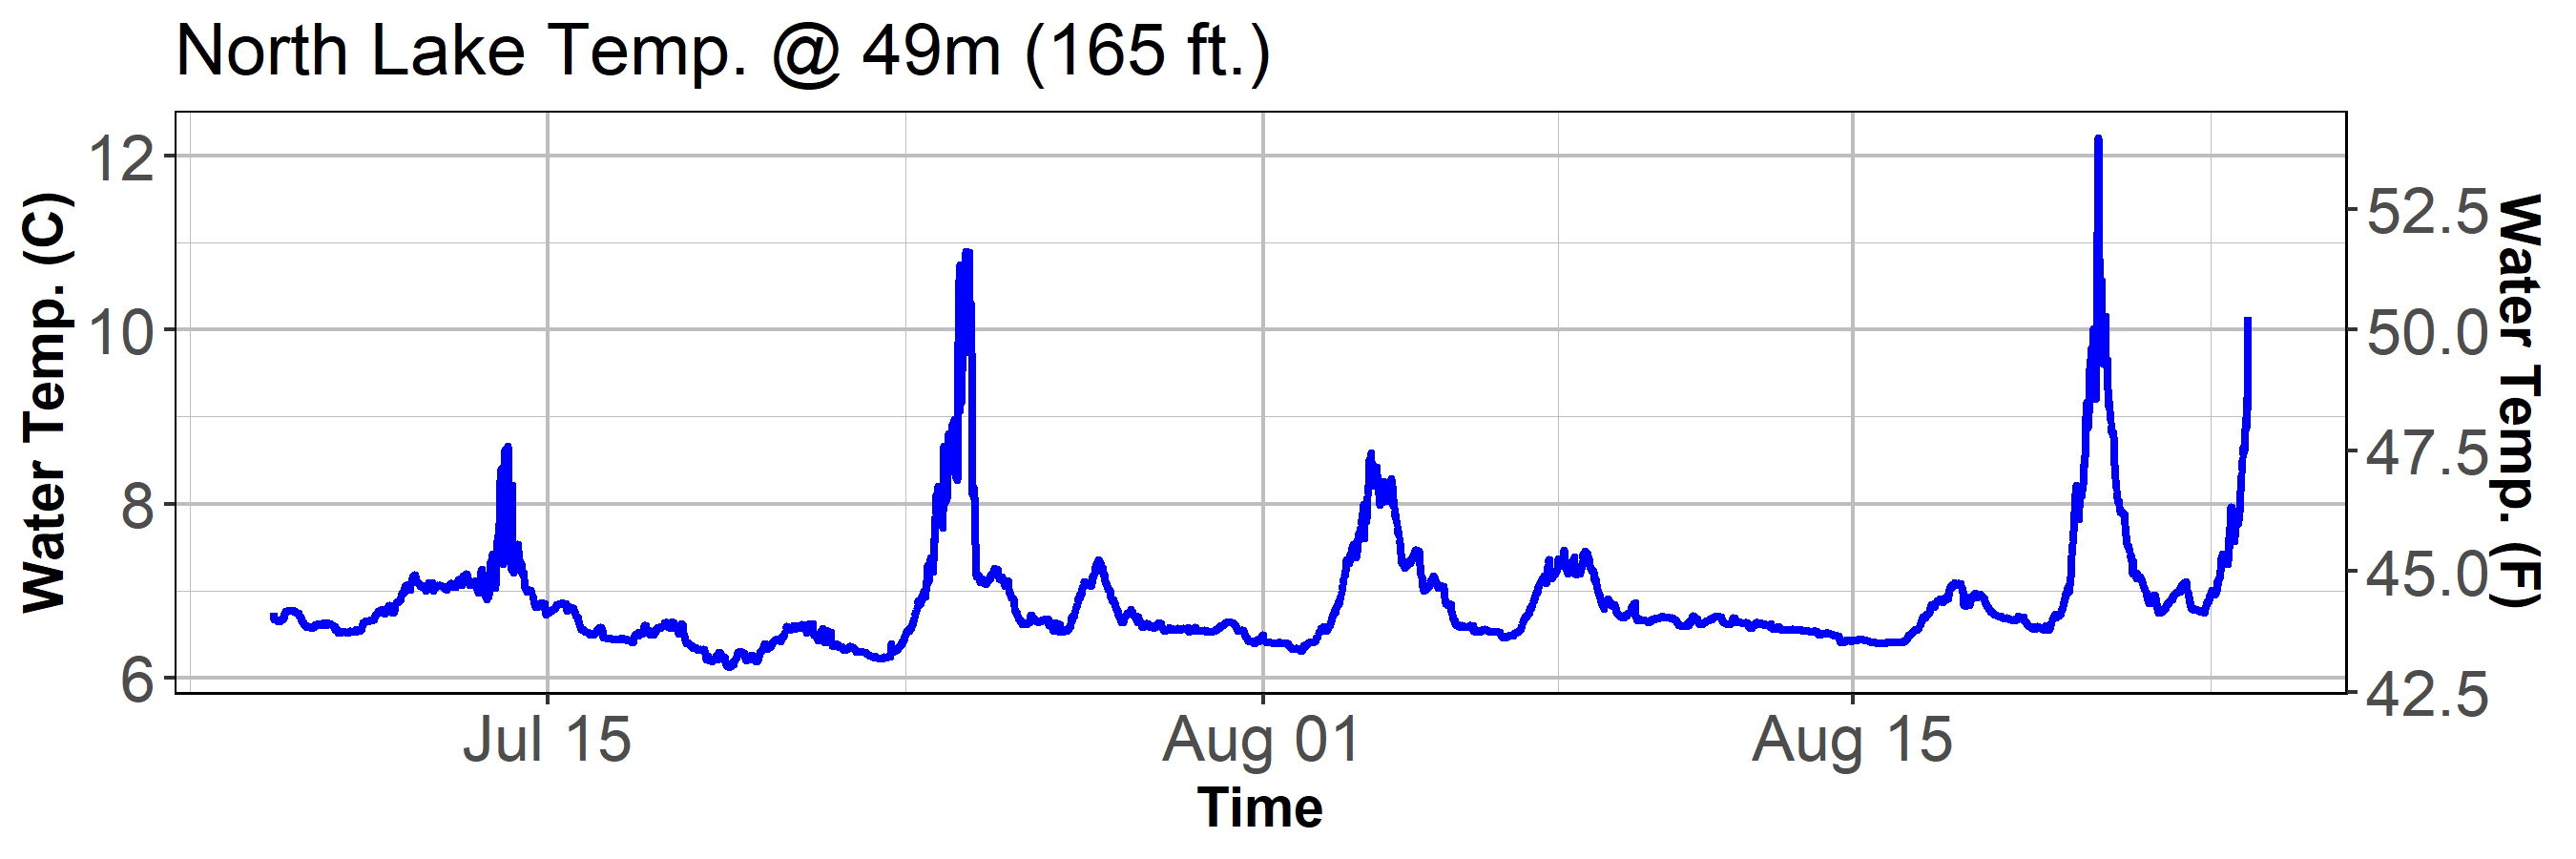 North Lake Temp. @ 49m (165 ft.)
Water Temp. (C)
12
10
8
6
52.5
50.0
47.5
45.0
42.5
Water Temp. (F)
Jul 15
Aug 01
Aug 15
Time